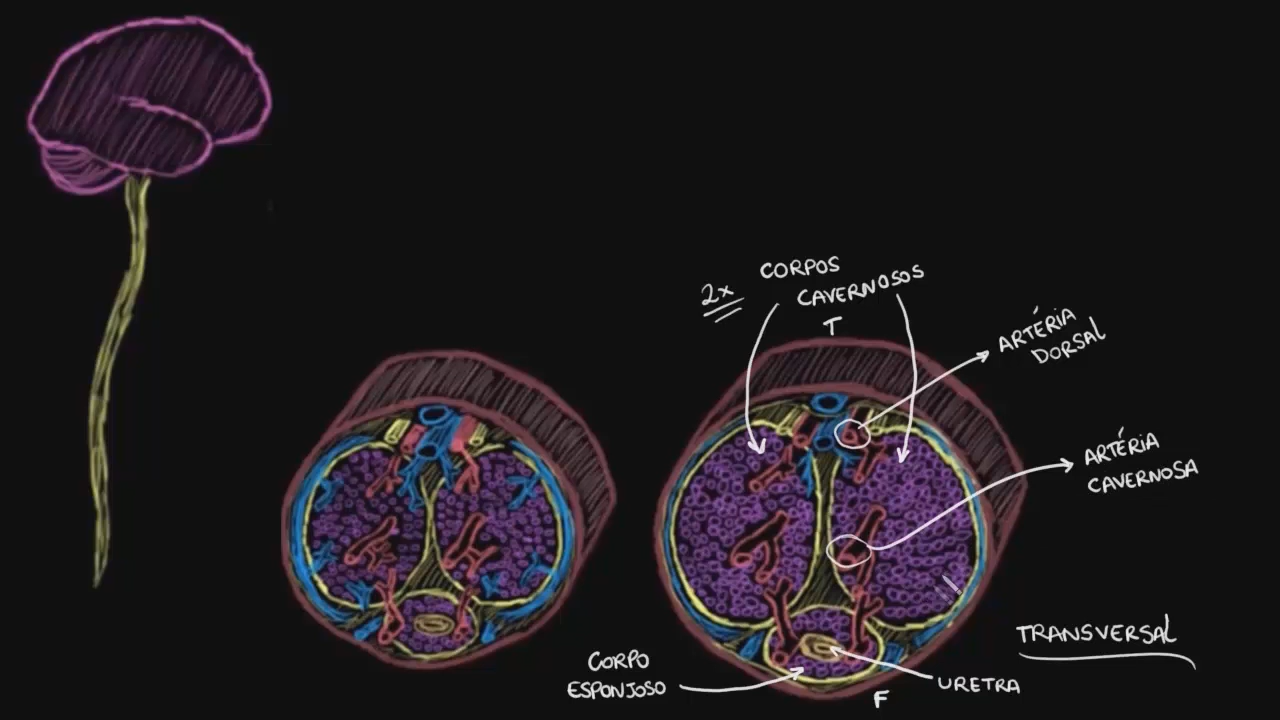 CORPOS
2x CAVERNOSOS
T
ARTÉRIA
DORSAL
ARTÉRIA
CAVERNOSA
TRANSVERSAL
CORPO
ESPONJOSO
URETRA
F